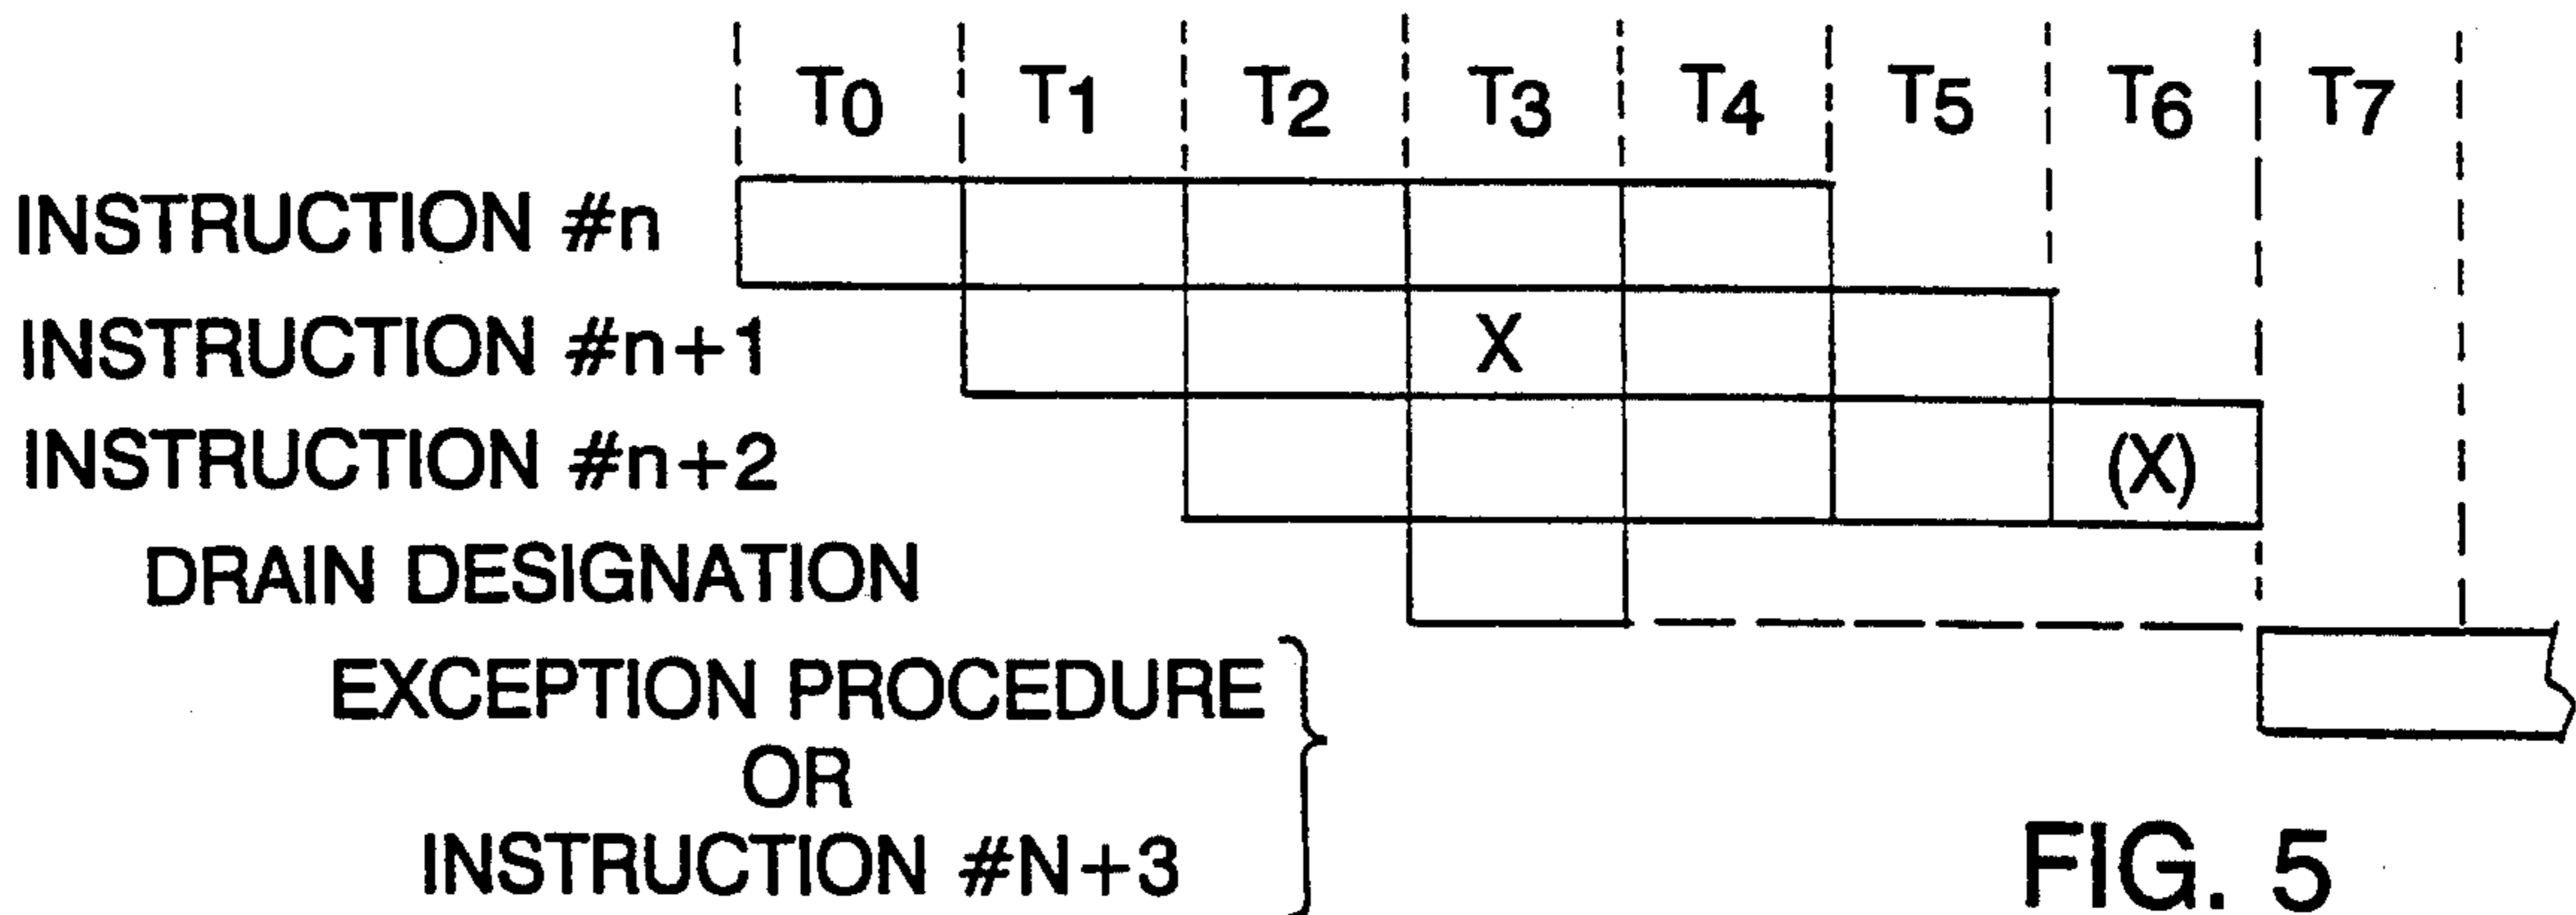 T0 T1 T2 T3 T4 T5 T6 T7
INSTRUCTION #n
INSTRUCTION #n+1 X
INSTRUCTION #n+2 (X)
DRAIN DESIGNATION
EXCEPTION PROCEDURE
OR
INSTRUCTION #N+3
FIG. 5